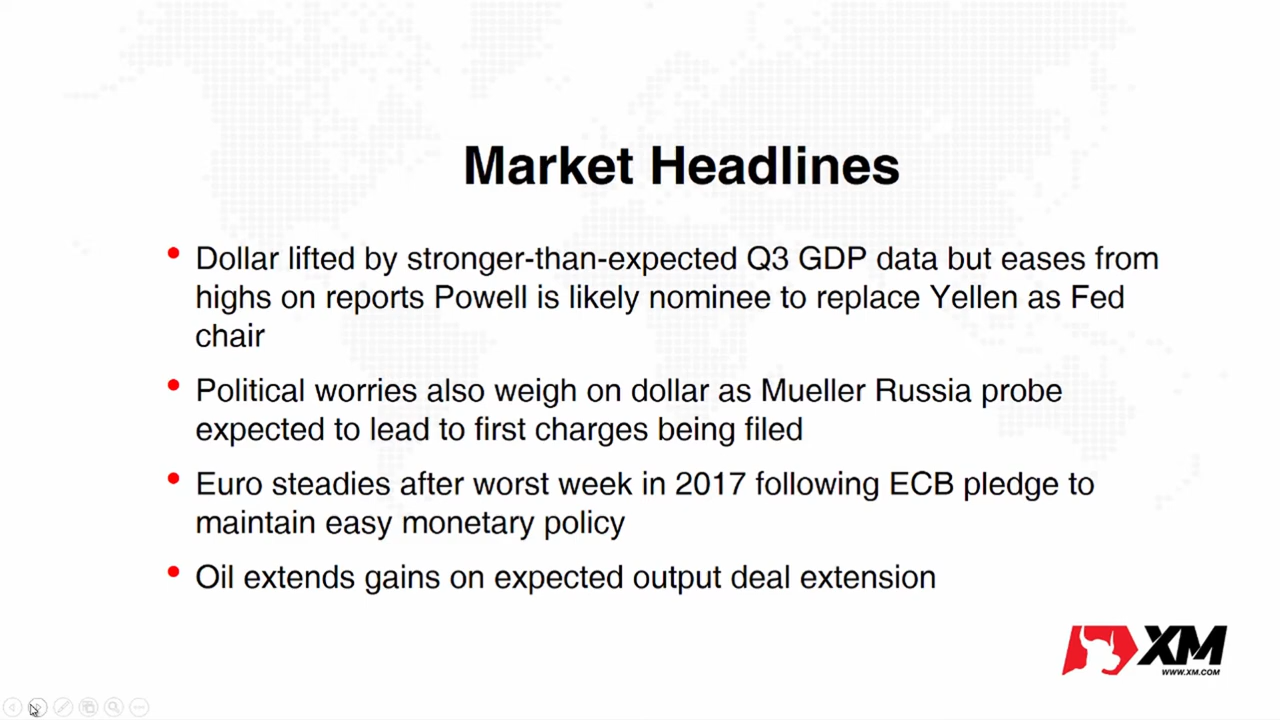 Market Headlines
• Dollar lifted by stronger-than-expected Q3 GDP data but eases from
highs on reports Powell is likely nominee to replace Yellen as Fed
chair
• Political worries also weigh on dollar as Mueller Russia probe
expected to lead to first charges being filed
• Euro steadies after worst week in 2017 following ECB pledge to
maintain easy monetary policy
• Oil extends gains on expected output deal extension
XM
WWW.XM.COM